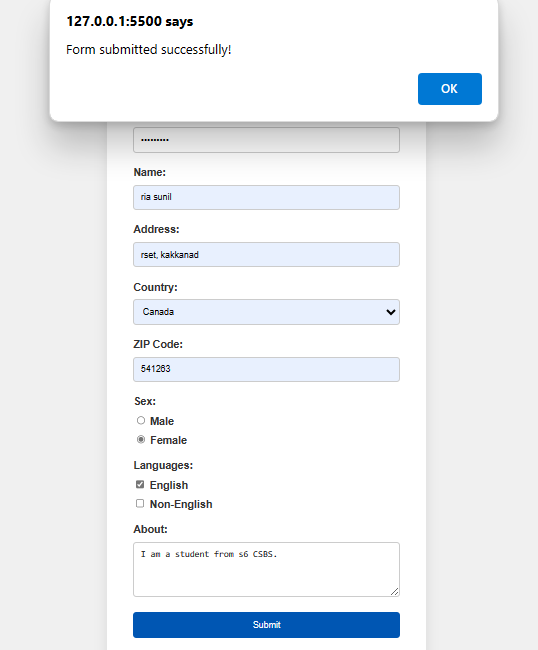 127.0.0.1:5500 says
Form submitted successfully!
OK
•••••••••
Name:
ria sunil
Address:
rset, kakkanad
Country:
Canada
ZIP Code:
541263
Sex:
Male
Female
Languages:
English
Non-English
About:
I am a student from s6 CSBS.
Submit